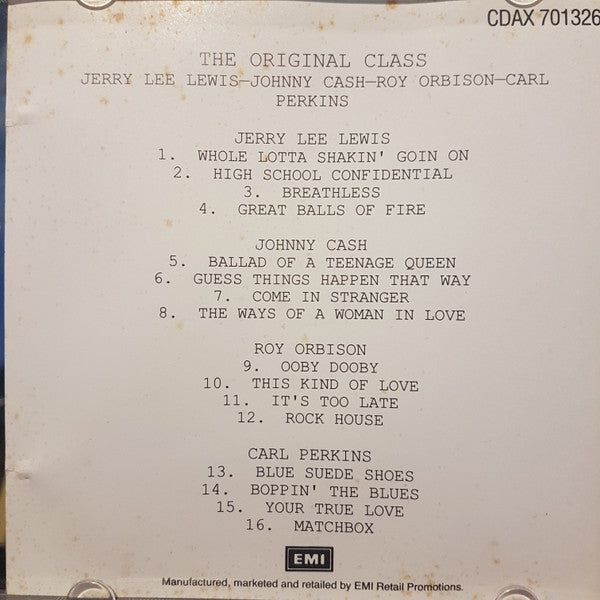 CDAX 701326
THE ORIGINAL CLASS
JERRY LEE LEWIS—JOHNNY CASH—ROY ORBISON—CARL
PERKINS
JERRY LEE LEWIS
1. WHOLE LOTTA SHAKIN' GOIN ON
2. HIGH SCHOOL CONFIDENTIAL
3. BREATHLESS
4. GREAT BALLS OF FIRE
JOHNNY CASH
5. BALLAD OF A TEENAGE QUEEN
6. GUESS THINGS HAPPEN THAT WAY
7. COME IN STRANGER
8. THE WAYS OF A WOMAN IN LOVE
ROY ORBISON
9. OOBY DOOBY
10. THIS KIND OF LOVE
11. IT'S TOO LATE
12. ROCK HOUSE
CARL PERKINS
13. BLUE SUEDE SHOES
14. BOPPIN' THE BLUES
15. YOUR TRUE LOVE
16. MATCHBOX
EMI
Manufactured, marketed and retailed by EMI Retail Promotions.